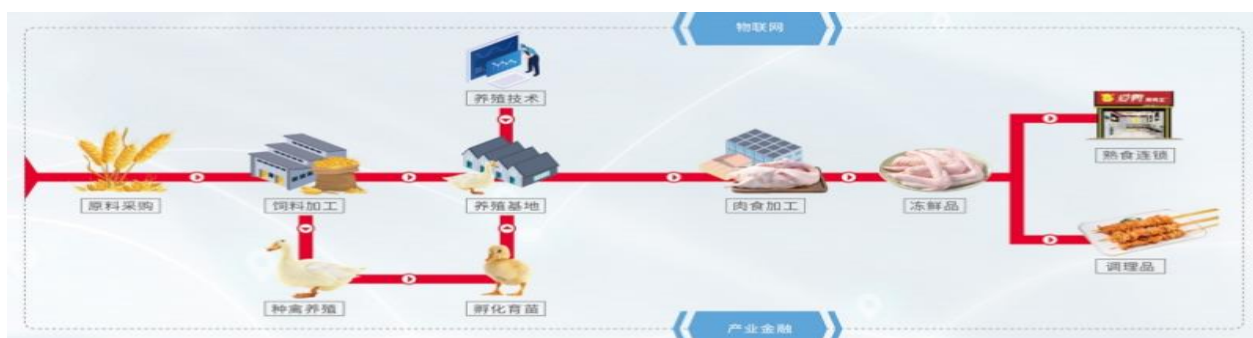 物联网
养殖技术
熟食连锁
原料采购
饲料加工
养殖基地
肉食加工
冻鲜品
调理品
种禽养殖
孵化育苗
产业金融